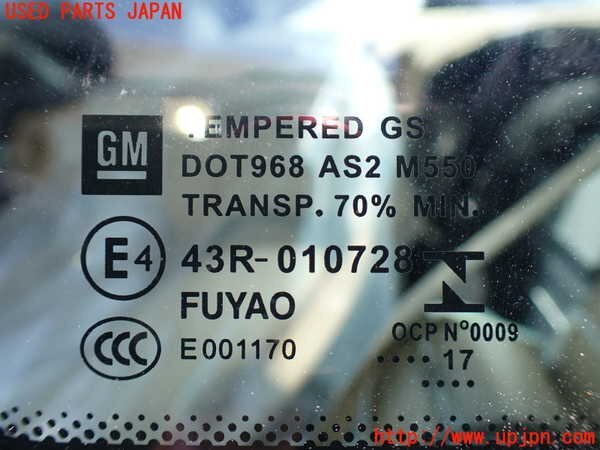 USED PARTS JAPAN
GM
TEMPERED GS
DOT968 AS2 M550
TRANSP. 70% MIN.
E4
43R-010728
FUYAO
CCC
E001170
OCP Nº0009
.... 17
....
http://www.upjpn.com